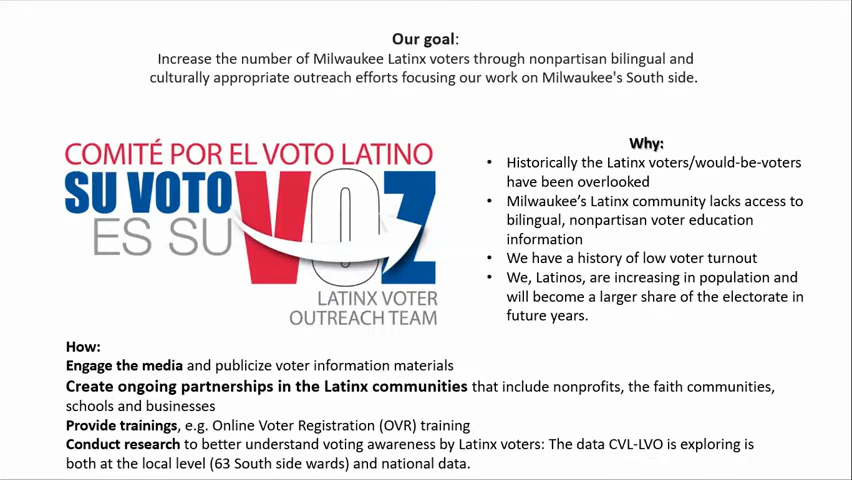 Our goal:
Increase the number of Milwaukee Latinx voters through nonpartisan bilingual and
culturally appropriate outreach efforts focusing our work on Milwaukee's South side.
COMITÉ POR EL VOTO LATINO
SU VOTO
ES SU
VOZ
LATINX VOTER
OUTREACH TEAM
Why:
• Historically the Latinx voters/would-be-voters
have been overlooked
• Milwaukee’s Latinx community lacks access to
bilingual, nonpartisan voter education
information
• We have a history of low voter turnout
• We, Latinos, are increasing in population and
will become a larger share of the electorate in
future years.
How:
Engage the media and publicize voter information materials
Create ongoing partnerships in the Latinx communities that include nonprofits, the faith communities,
schools and businesses
Provide trainings, e.g. Online Voter Registration (OVR) training
Conduct research to better understand voting awareness by Latinx voters: The data CVL-LVO is exploring is
both at the local level (63 South side wards) and national data.